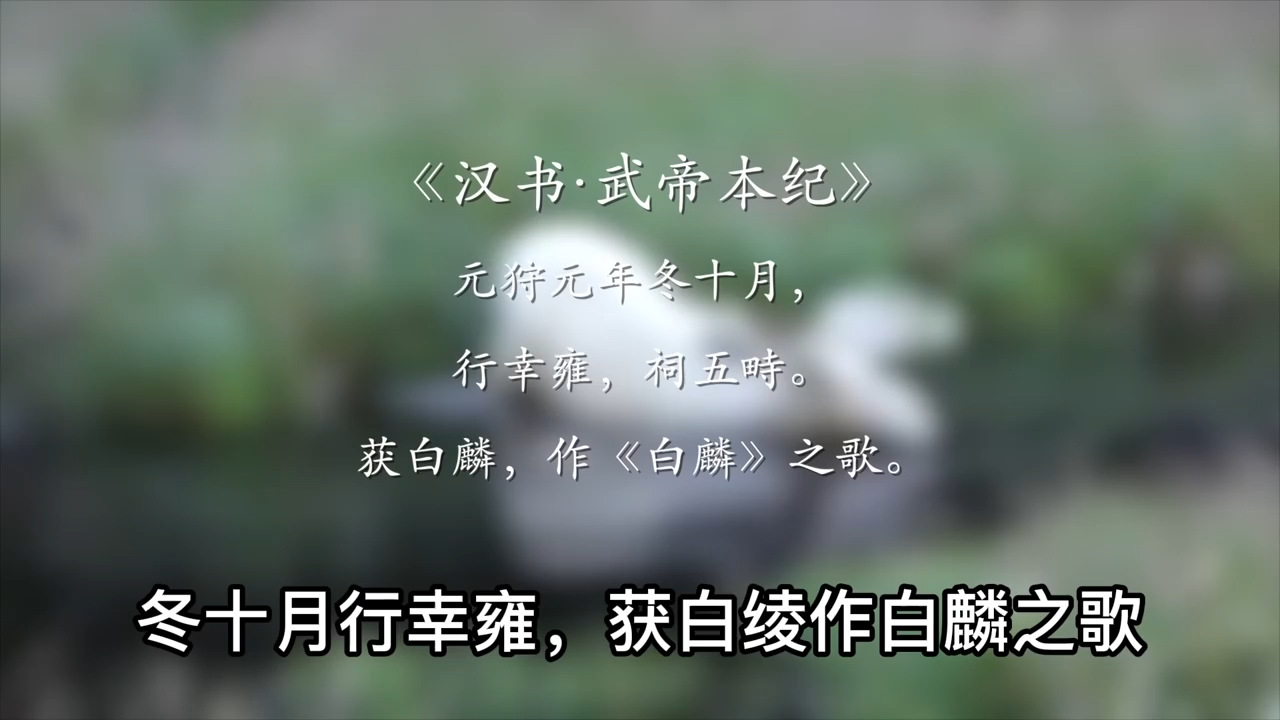 《汉书·武帝本纪》
元狩元年冬十月，
行幸雍，祠五畤。
获白麟，作《白麟》之歌。
冬十月行幸雍，获白绫作白麟之歌